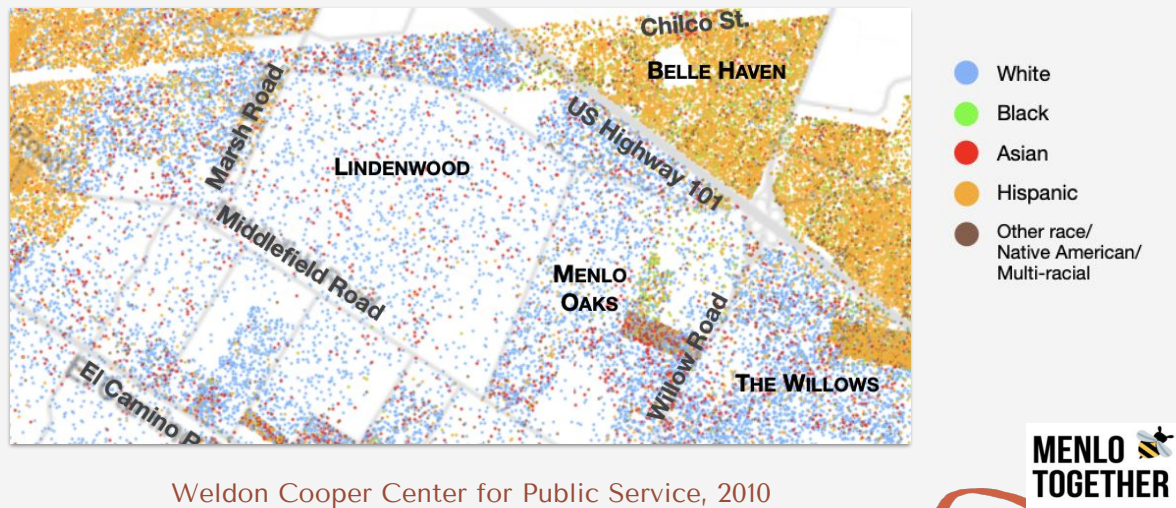 Chilco St.
BELLE HAVEN
Marsh Road
US Highway 101
Road
LINDENWOOD
Middlefield Road
MENLO
OAKS
Willow Road
THE WILLOWS
El Camino
White
Black
Asian
Hispanic
Other race/
Native American/
Multi-racial
Weldon Cooper Center for Public Service, 2010
MENLO
TOGETHER